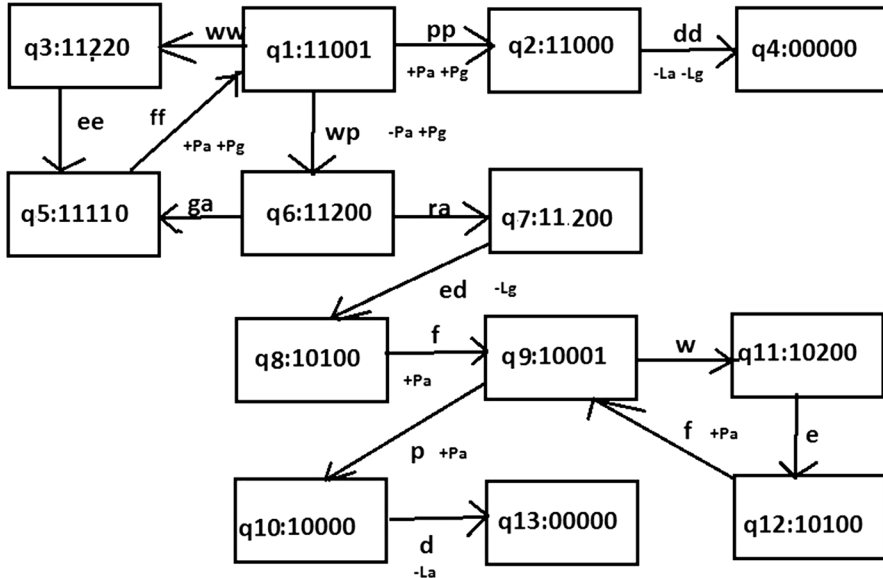 q3:11220 ww q1:11001 pp q2:11000 dd q4:00000
+Pa +Pg -La -Lg
ee ff wp -Pa +Pg
+Pa +Pg
q5:11110 ga q6:11200 ra q7:11.200
ed -Lg
q8:10100 f q9:10001 w q11:10200
+Pa
p +Pa f +Pa e
q10:10000 q13:00000 q12:10100
d
-La